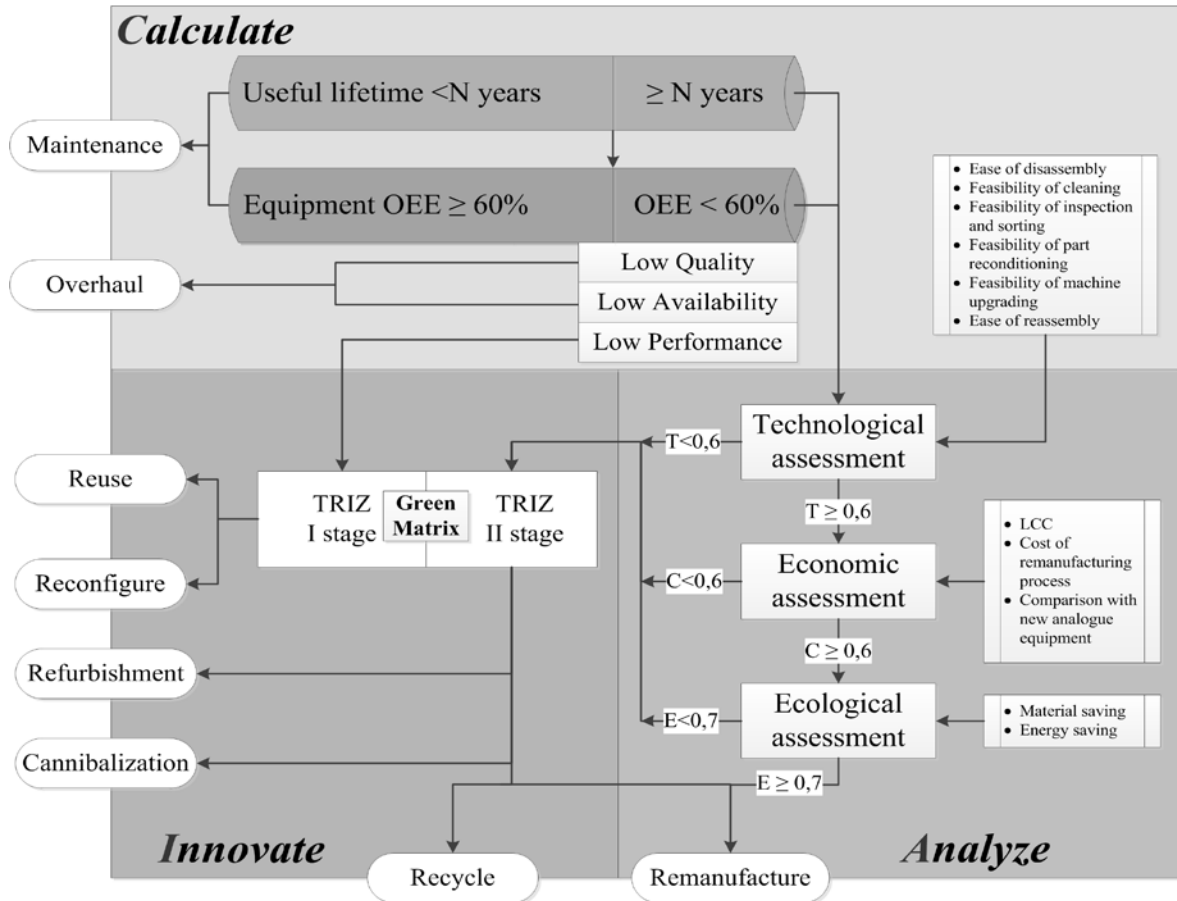 Calculate
Useful lifetime <N years
≥ N years
Maintenance
Equipment OEE ≥ 60%
OEE < 60%
• Ease of disassembly
• Feasibility of cleaning
• Feasibility of inspection
and sorting
• Feasibility of part
reconditioning
• Feasibility of machine
upgrading
• Ease of reassembly
Low Quality
Overhaul
Low Availability
Low Performance
Technological
assessment
T<0,6
T ≥ 0,6
Reuse
TRIZ
I stage
Green
Matrix
TRIZ
II stage
• LCC
• Cost of
remanufacturing
process
• Comparison with
new analogue
equipment
Economic
assessment
C<0,6
Reconfigure
C ≥ 0,6
Refurbishment
Ecological
assessment
E<0,7
• Material saving
• Energy saving
Cannibalization
E ≥ 0,7
Innovate
Analyze
Recycle
Remanufacture